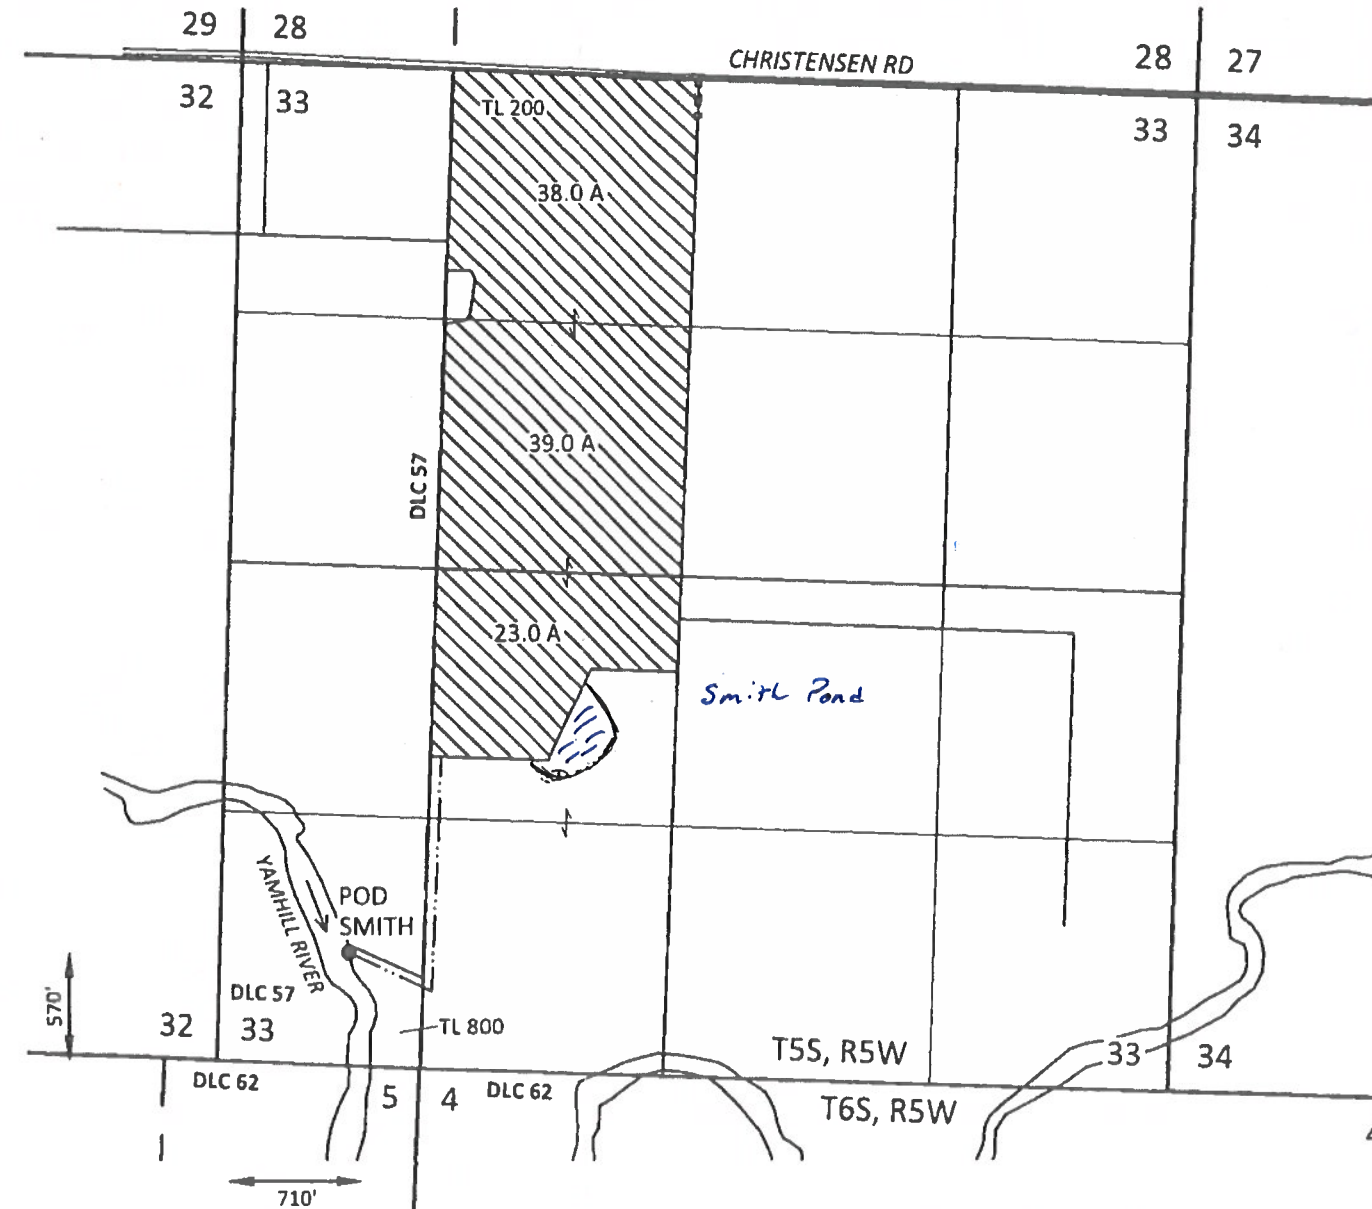 29 28
CHRISTENSEN RD
28 27
32 33
TL 200
33 34
38.0 A
39.0 A
DLC 57
23.0 A
Smith Pond
YAMHILL RIVER
POD
SMITH
570'
DLC 57
32 33
TL 800
T5S, R5W
33 34
DLC 62
5 4
DLC 62
T6S, R5W
710'